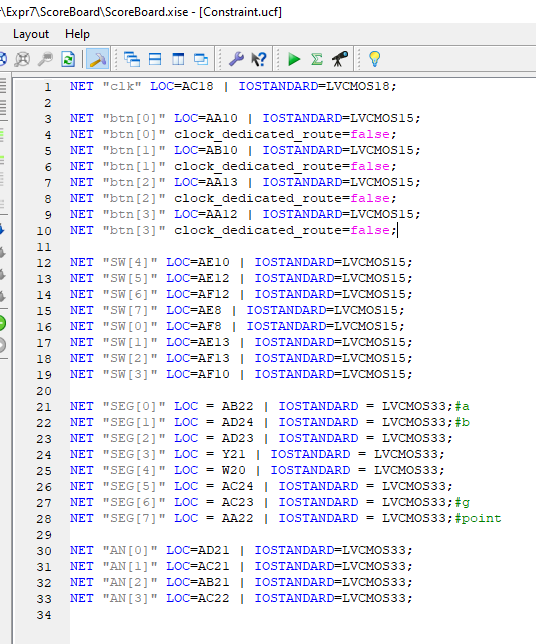 \Expr7\ScoreBoard\ScoreBoard.xise - [Constraint.ucf]
Layout Help
1 NET "clk" LOC=AC18 | IOSTANDARD=LVCMOS18;
2
3 NET "btn[0]" LOC=AA10 | IOSTANDARD=LVCMOS15;
4 NET "btn[0]" clock_dedicated_route=false;
5 NET "btn[1]" LOC=AB10 | IOSTANDARD=LVCMOS15;
6 NET "btn[1]" clock_dedicated_route=false;
7 NET "btn[2]" LOC=AA13 | IOSTANDARD=LVCMOS15;
8 NET "btn[2]" clock_dedicated_route=false;
9 NET "btn[3]" LOC=AA12 | IOSTANDARD=LVCMOS15;
10 NET "btn[3]" clock_dedicated_route=false;
11
12 NET "SW[4]" LOC=AE10 | IOSTANDARD=LVCMOS15;
13 NET "SW[5]" LOC=AE12 | IOSTANDARD=LVCMOS15;
14 NET "SW[6]" LOC=AF12 | IOSTANDARD=LVCMOS15;
15 NET "SW[7]" LOC=AE8 | IOSTANDARD=LVCMOS15;
16 NET "SW[0]" LOC=AF8 | IOSTANDARD=LVCMOS15;
17 NET "SW[1]" LOC=AE13 | IOSTANDARD=LVCMOS15;
18 NET "SW[2]" LOC=AF13 | IOSTANDARD=LVCMOS15;
19 NET "SW[3]" LOC=AF10 | IOSTANDARD=LVCMOS15;
20
21 NET "SEG[0]" LOC = AB22 | IOSTANDARD = LVCMOS33;#a
22 NET "SEG[1]" LOC = AD24 | IOSTANDARD = LVCMOS33;#b
23 NET "SEG[2]" LOC = AD23 | IOSTANDARD = LVCMOS33;
24 NET "SEG[3]" LOC = Y21 | IOSTANDARD = LVCMOS33;
25 NET "SEG[4]" LOC = W20 | IOSTANDARD = LVCMOS33;
26 NET "SEG[5]" LOC = AC24 | IOSTANDARD = LVCMOS33;
27 NET "SEG[6]" LOC = AC23 | IOSTANDARD = LVCMOS33;#g
28 NET "SEG[7]" LOC = AA22 | IOSTANDARD = LVCMOS33;#point
29
30 NET "AN[0]" LOC=AD21 | IOSTANDARD=LVCMOS33;
31 NET "AN[1]" LOC=AC21 | IOSTANDARD=LVCMOS33;
32 NET "AN[2]" LOC=AB21 | IOSTANDARD=LVCMOS33;
33 NET "AN[3]" LOC=AC22 | IOSTANDARD=LVCMOS33;
34